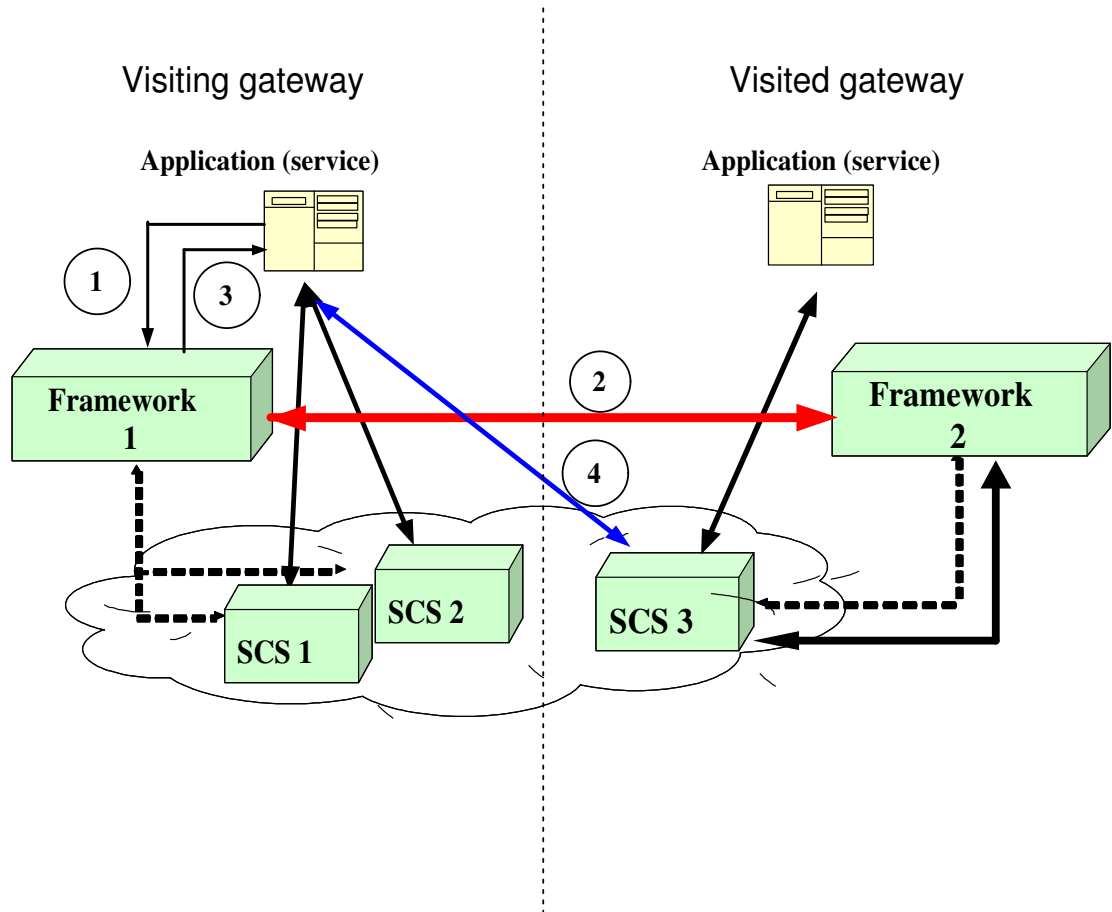 Visiting gateway
Visited gateway
Application (service)
Application (service)
1
3
Framework
1
2
Framework
2
4
SCS 2
SCS 1
SCS 3